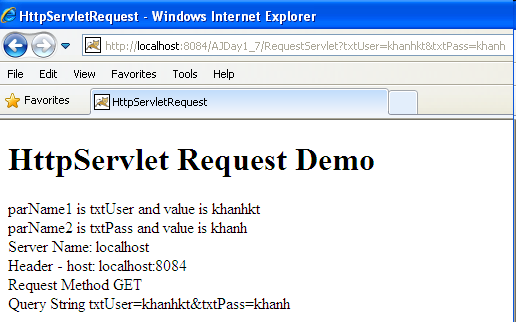 HttpServletRequest - Windows Internet Explorer
http://localhost:8084/AJDay1_7/RequestServlet?txtUser=khanhkt&txtPass=khanh
File Edit View Favorites Tools Help
Favorites HttpServletRequest
HttpServlet Request Demo
parName1 is txtUser and value is khanhkt
parName2 is txtPass and value is khanh
Server Name: localhost
Header - host: localhost:8084
Request Method GET
Query String txtUser=khanhkt&txtPass=khanh